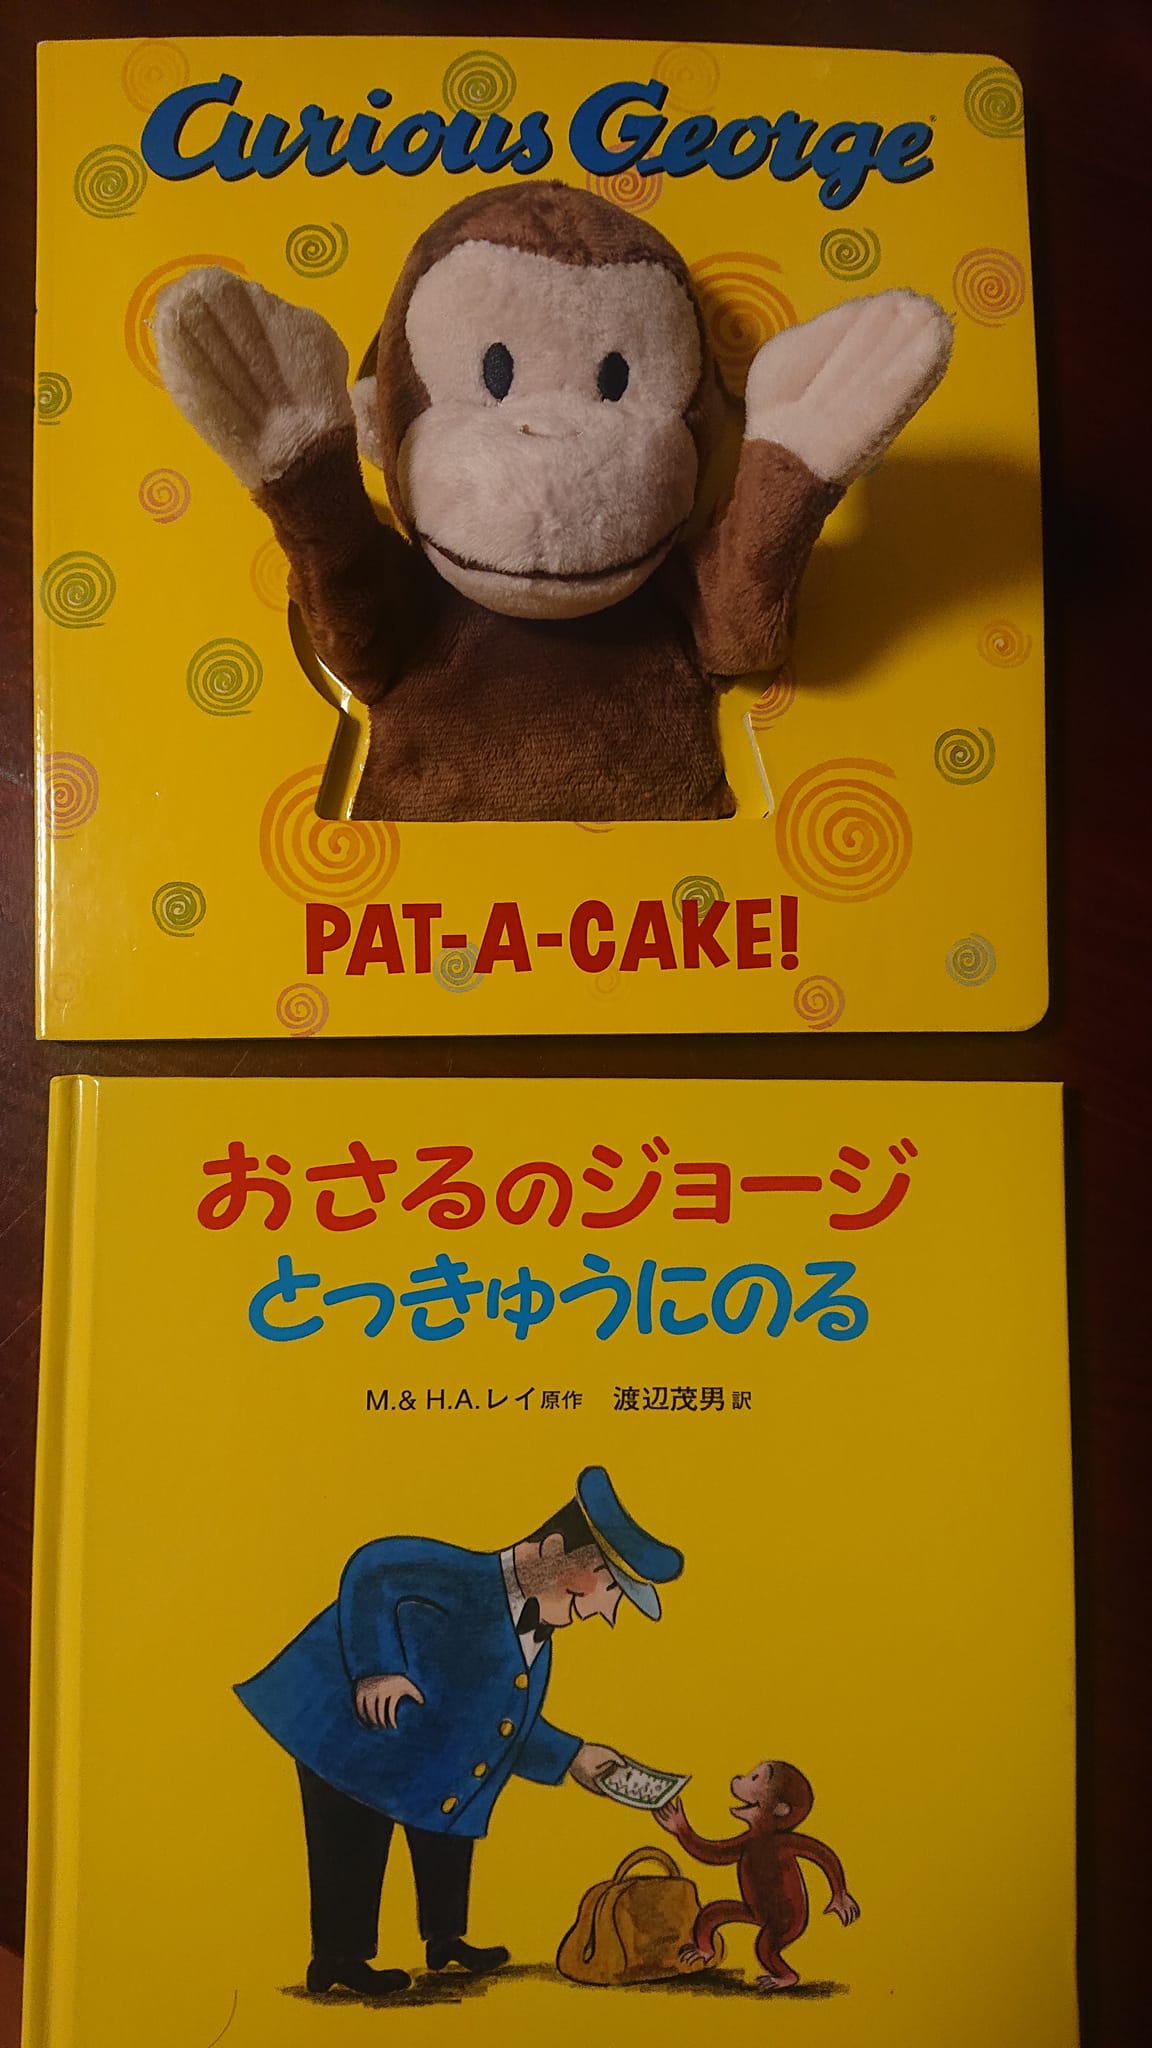 Curious George®
PAT-A-CAKE!
おさるのジョージ
とっきゅうにのる
M.& H.A.レイ原作 渡辺茂男訳